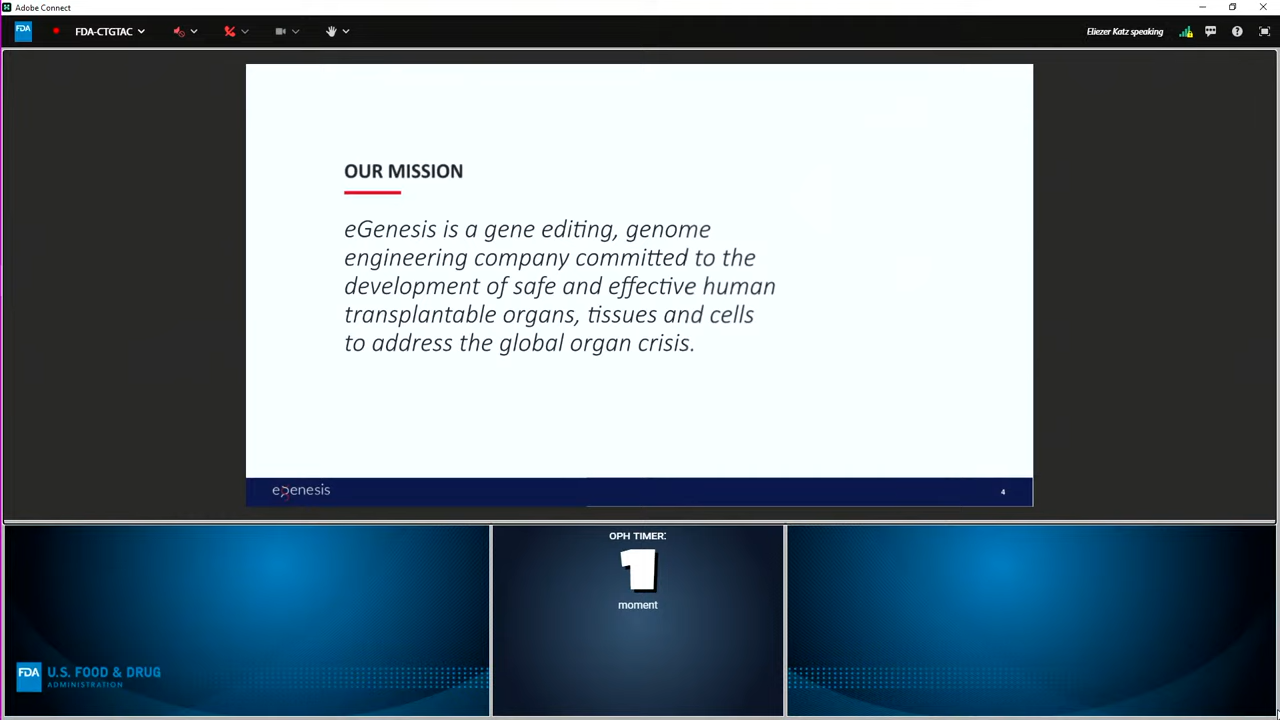 Adobe Connect
FDA
FDA-CTGTAC
Eliezer Katz speaking
OUR MISSION
eGenesis is a gene editing, genome
engineering company committed to the
development of safe and effective human
transplantable organs, tissues and cells
to address the global organ crisis.
egenesis
4
OPH TIMER:
1
moment
FDA
U.S. FOOD & DRUG
ADMINISTRATION